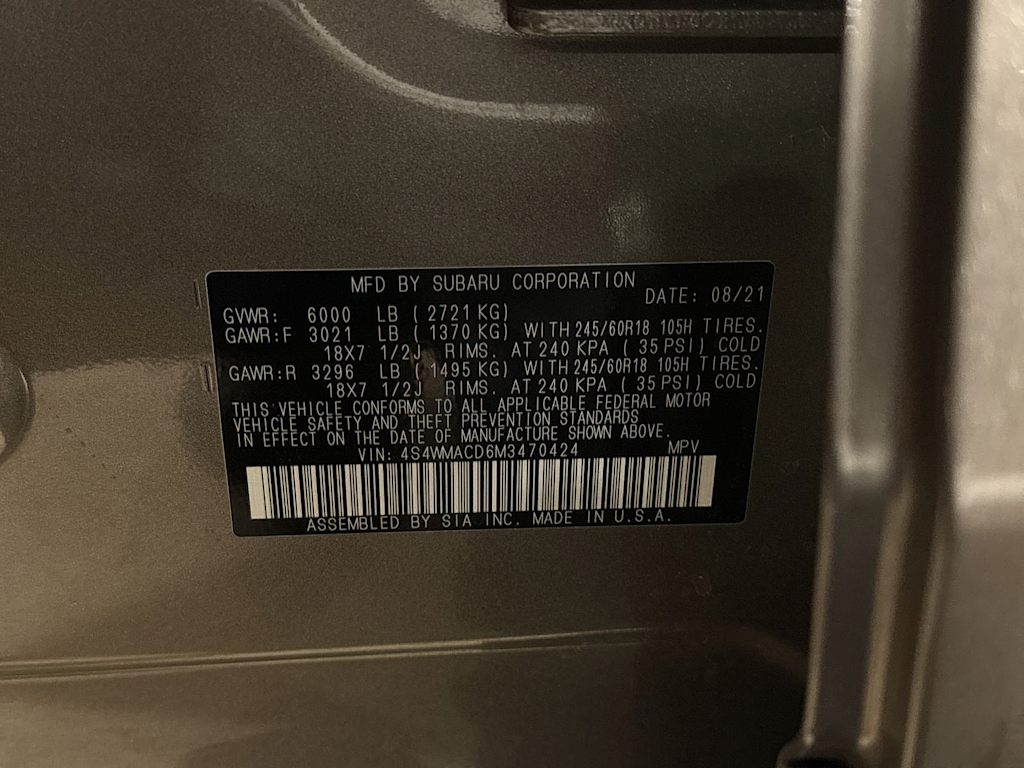 MFD BY SUBARU CORPORATION
DATE: 08/21
GVWR: 6000 LB (2721 KG)
GAWR:F 3021 LB (1370 KG) WITH 245/60R18 105H TIRES.
18X7 1/2J RIMS. AT 240 KPA (35 PSI) COLD
GAWR:R 3296 LB (1495 KG) WITH 245/60R18 105H TIRES.
18X7 1/2J RIMS. AT 240 KPA (35 PSI) COLD
THIS VEHICLE CONFORMS TO ALL APPLICABLE FEDERAL MOTOR
VEHICLE SAFETY AND THEFT PREVENTION STANDARDS
IN EFFECT ON THE DATE OF MANUFACTURE SHOWN ABOVE.
VIN: 4S4WMACD6M3470424 MPV
ASSEMBLED BY SIA INC. MADE IN U.S.A.